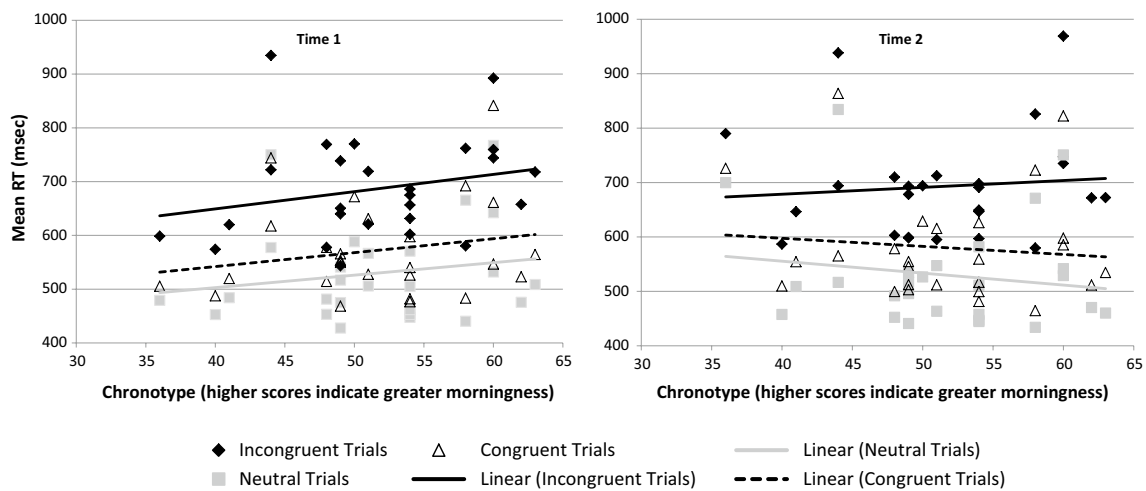 Time 1
Mean RT (msec)
1000
900
800
700
600
500
400
30 35 40 45 50 55 60 65
Chronotype (higher scores indicate greater morningness)
Time 2
1000
900
800
700
600
500
400
30 35 40 45 50 55 60 65
Chronotype (higher scores indicate greater morningness)
Incongruent Trials Congruent Trials Linear (Neutral Trials)
Neutral Trials Linear (Incongruent Trials) Linear (Congruent Trials)